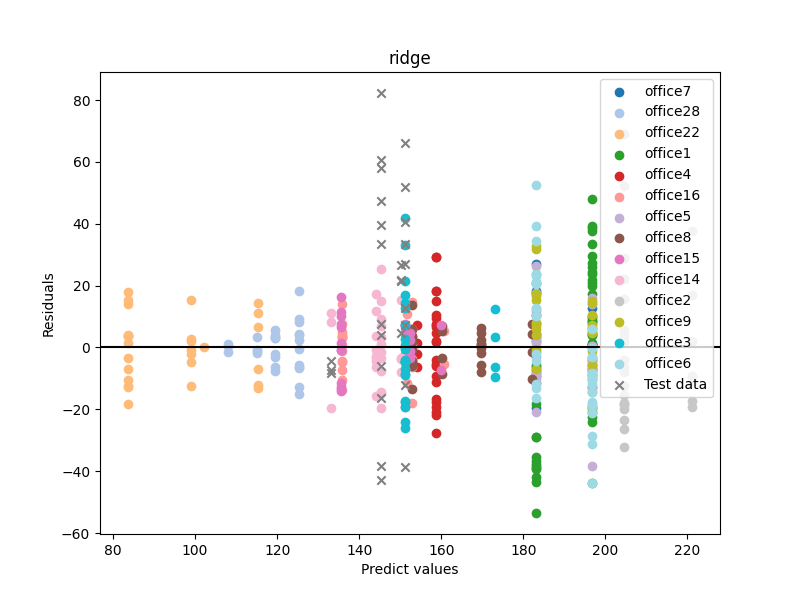 ridge
80
60
40
20
0
−20
−40
−60
Residuals
80
100
120
140
160
180
200
220
Predict values
office7
office28
office22
office1
office4
office16
office5
office8
office15
office14
office2
office9
office3
office6
Test data